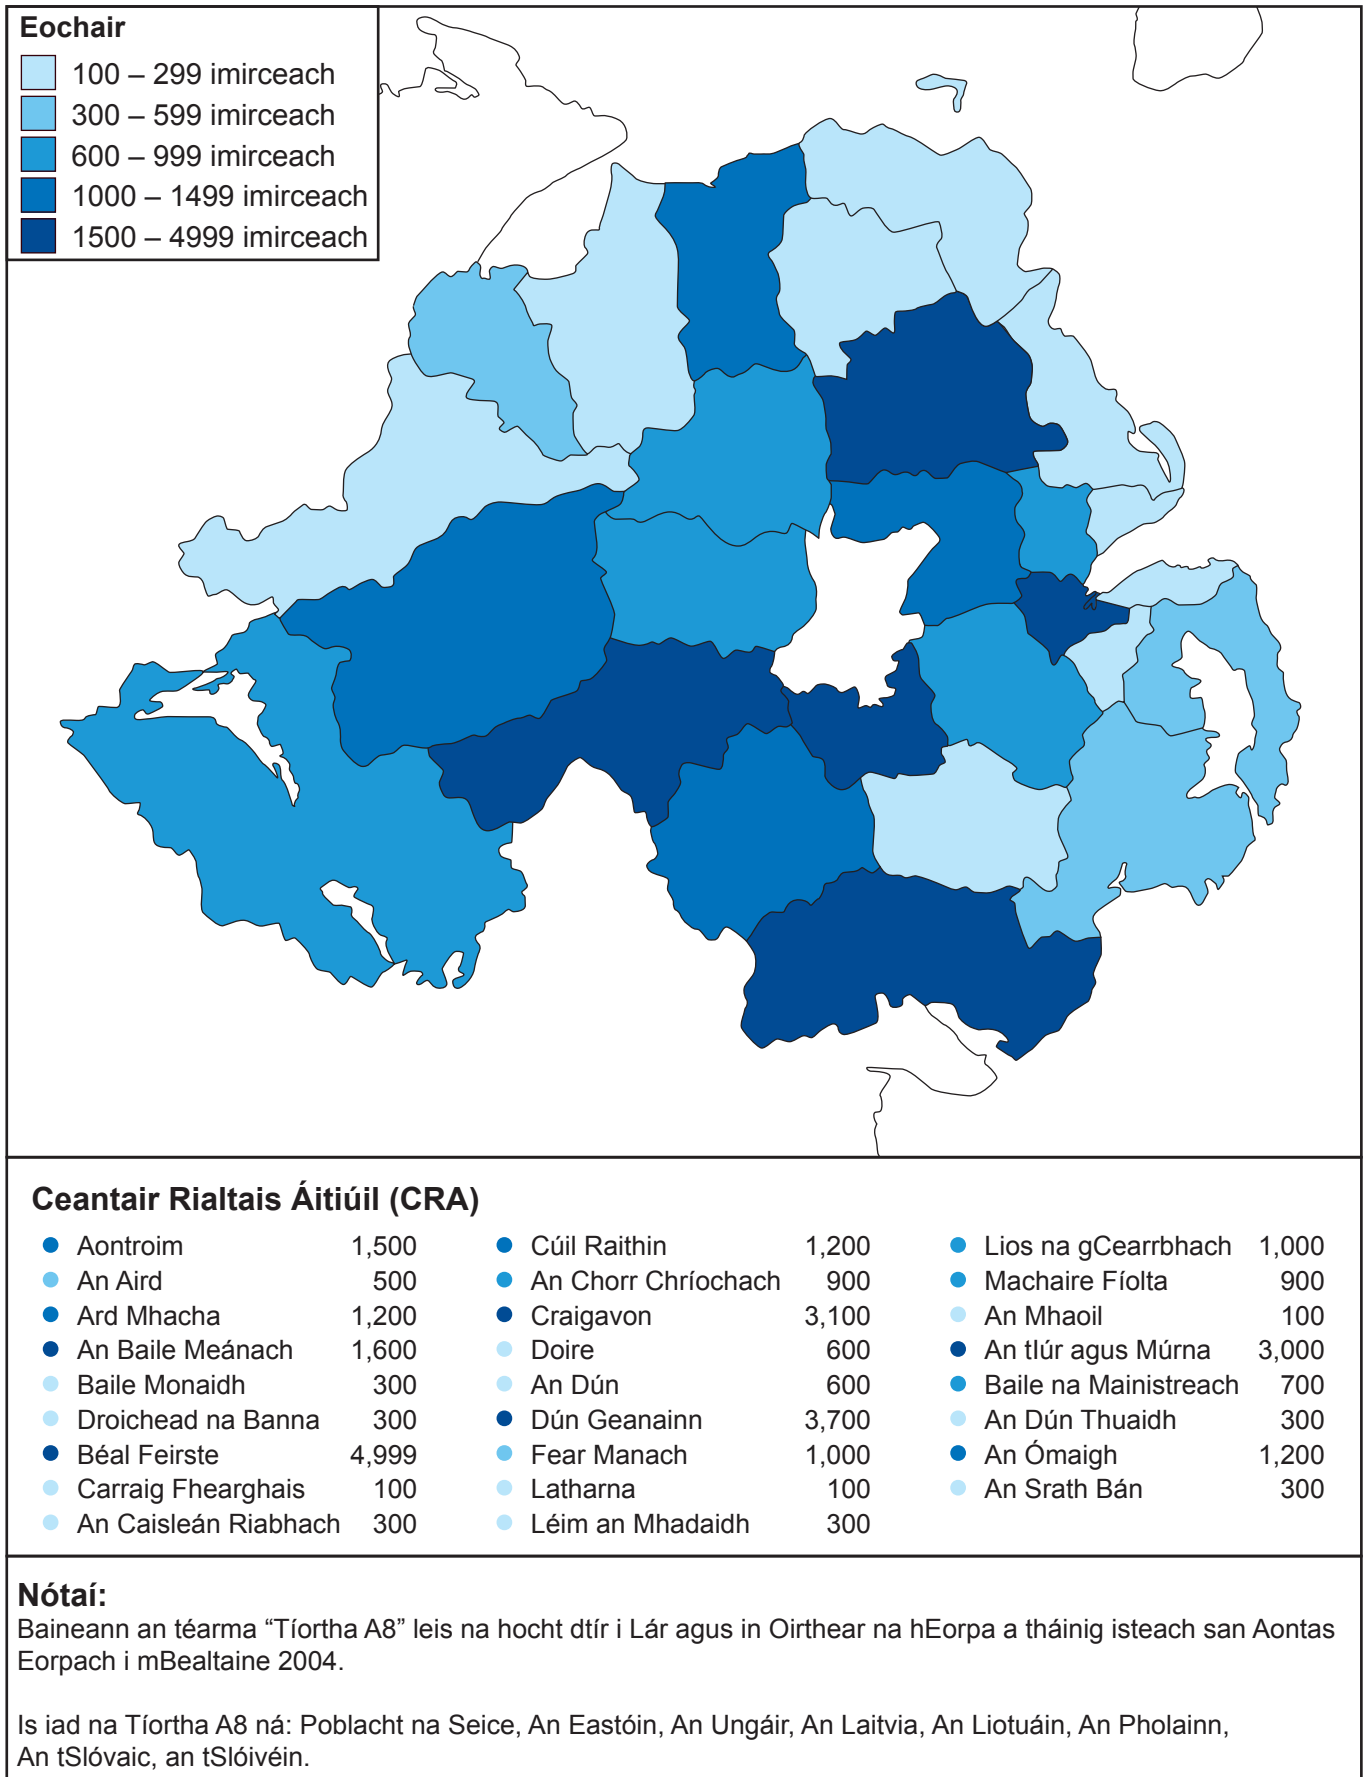 Eochair
100 – 299 imirceach
300 – 599 imirceach
600 – 999 imirceach
1000 – 1499 imirceach
1500 – 4999 imirceach
Ceantair Rialtais Áitiúil (CRA)
Aontroim 1,500
An Aird 500
Ard Mhacha 1,200
An Baile Meánach 1,600
Baile Monaidh 300
Droichead na Banna 300
Béal Feirste 4,999
Carraig Fhearghais 100
An Caisleán Riabhach 300
Cúil Raithin 1,200
An Chorr Chríochach 900
Craigavon 3,100
Doire 600
An Dún 600
Dún Geanainn 3,700
Fear Manach 1,000
Latharna 100
Léim an Mhadaidh 300
Lios na gCearrbhach 1,000
Machaire Fíolta 900
An Mhaoil 100
An tIúr agus Múrna 3,000
Baile na Mainistreach 700
An Dún Thuaidh 300
An Ómaigh 1,200
An Srath Bán 300
Nótaí:
Baineann an téarma “Tíortha A8” leis na hocht dtír i Lár agus in Oirthear na hEorpa a tháinig isteach san Aontas
Eorpach i mBealtaine 2004.
Is iad na Tíortha A8 ná: Poblacht na Seice, An Eastóin, An Ungáir, An Laitvia, An Liotuáin, An Pholainn,
An tSlóvaic, an tSlóivéin.